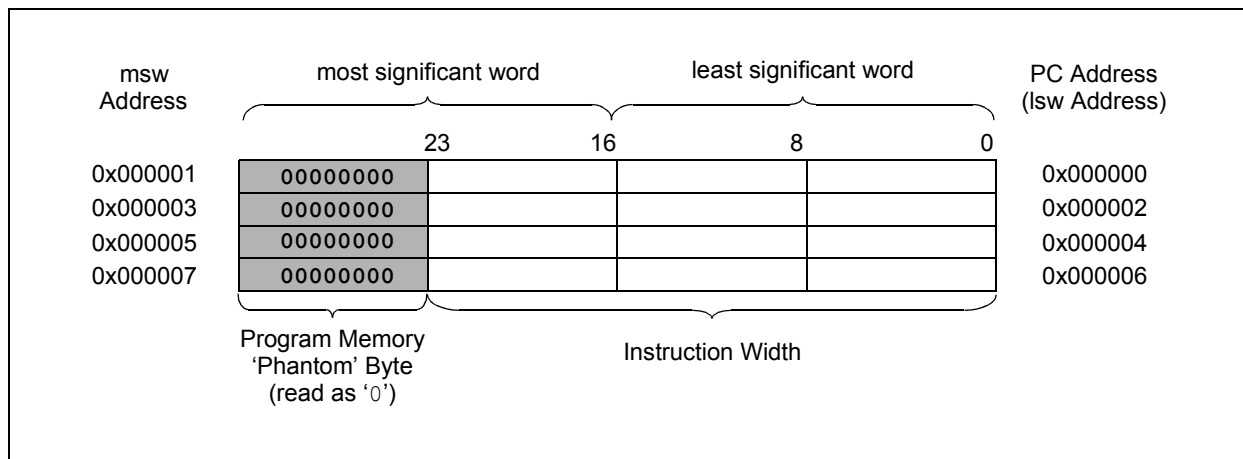 msw
Address
most significant word
least significant word
PC Address
(lsw Address)
23
16
8
0
0x000001
00000000
0x000000
0x000003
00000000
0x000002
0x000005
00000000
0x000004
0x000007
00000000
0x000006
Program Memory
‘Phantom’ Byte
(read as ‘0’)
Instruction Width